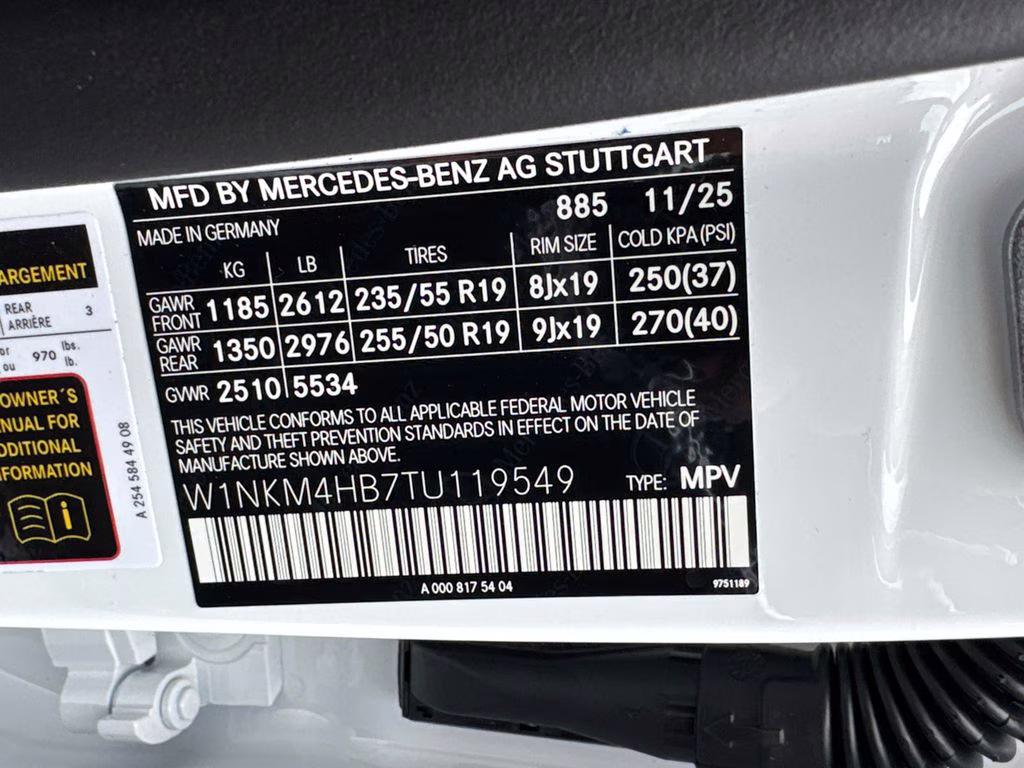 MFD BY MERCEDES-BENZ AG STUTTGART
885 11/25
MADE IN GERMANY
KG LB TIRES RIM SIZE COLD KPA (PSI)
GAWR FRONT 1185 2612 235/55 R19 8Jx19 250(37)
GAWR REAR 1350 2976 255/50 R19 9Jx19 270(40)
GVWR 2510 5534
THIS VEHICLE CONFORMS TO ALL APPLICABLE FEDERAL MOTOR VEHICLE
SAFETY AND THEFT PREVENTION STANDARDS IN EFFECT ON THE DATE OF
MANUFACTURE SHOWN ABOVE.
W1NKM4HB7TU119549 TYPE: MPV
A 000 817 54 04
9751189
ARGEMENT
REAR 3
ARRIÈRE
or 970 lbs.
ou lb.
OWNER'S
ANUAL FOR
DDITIONAL
INFORMATION
A 254 584 49 08